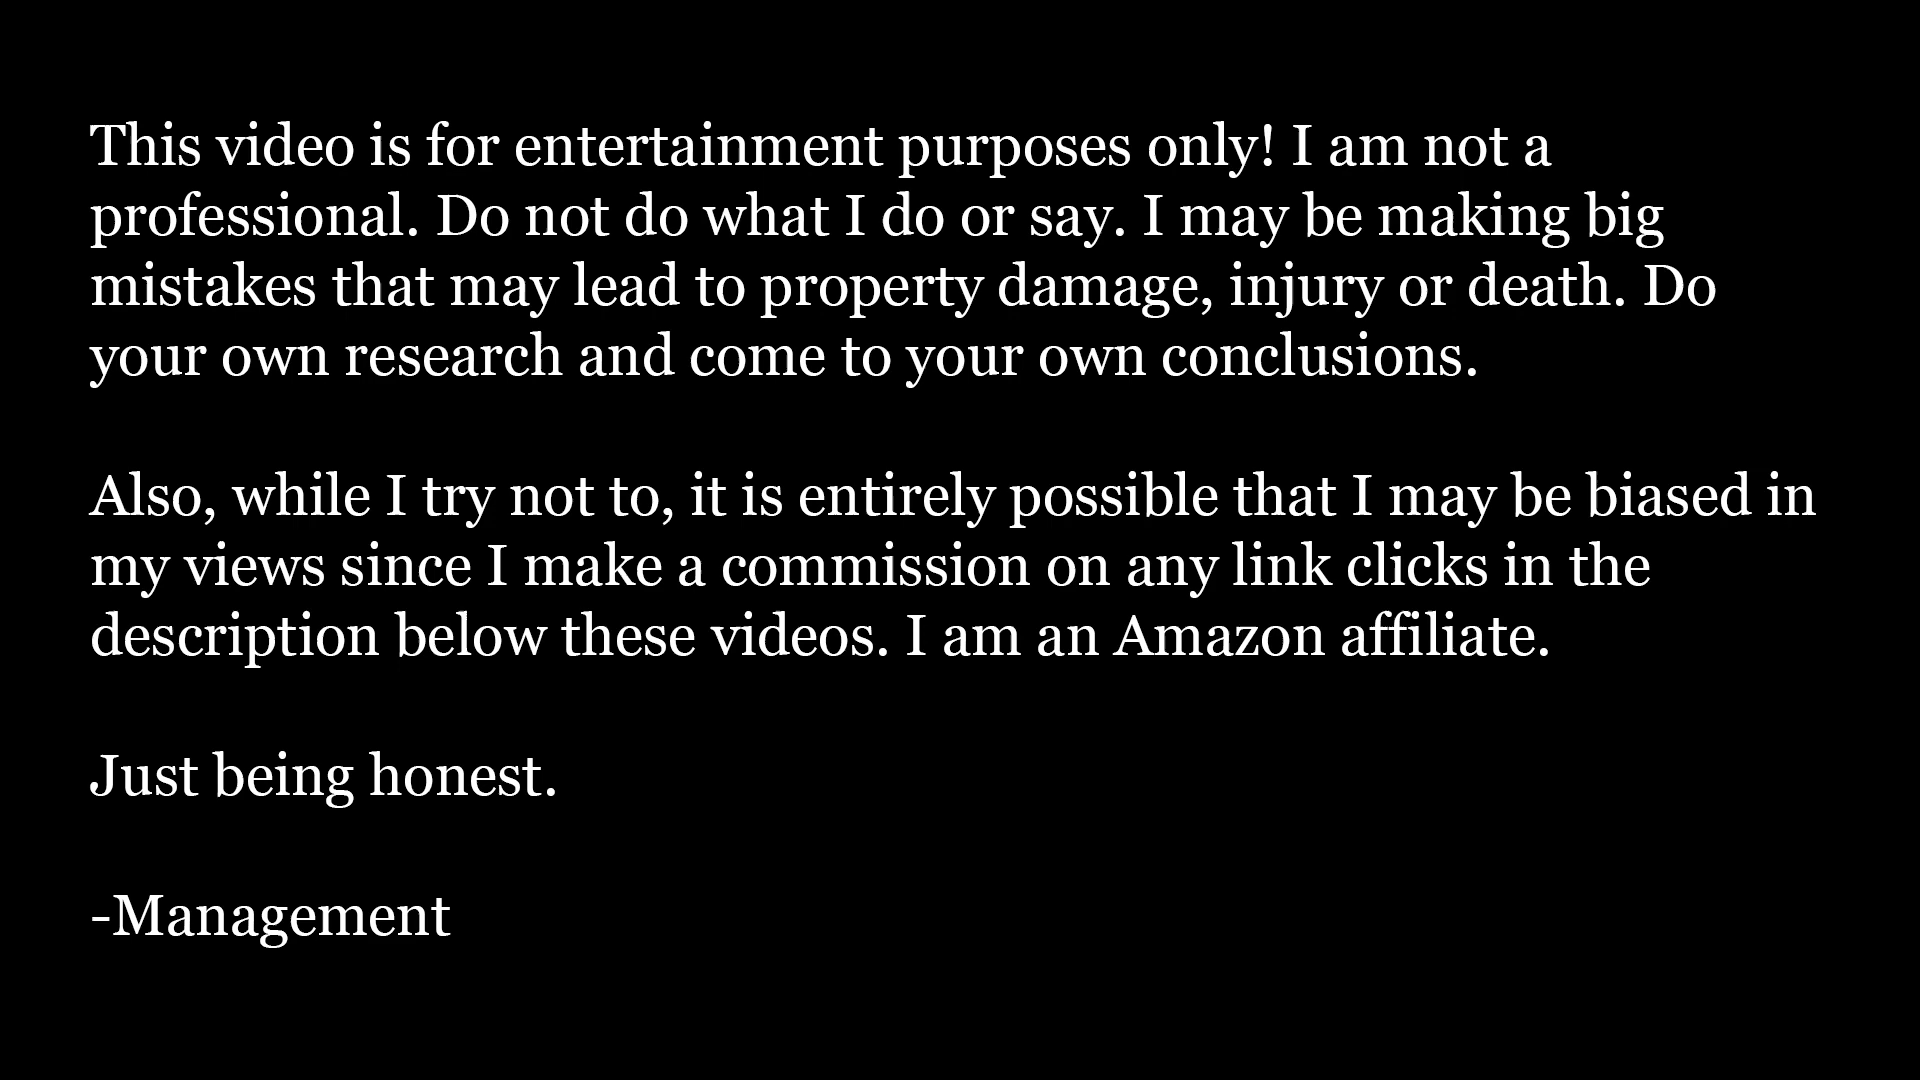 This video is for entertainment purposes only! I am not a
professional. Do not do what I do or say. I may be making big
mistakes that may lead to property damage, injury or death. Do
your own research and come to your own conclusions.
Also, while I try not to, it is entirely possible that I may be biased in
my views since I make a commission on any link clicks in the
description below these videos. I am an Amazon affiliate.
Just being honest.
-Management